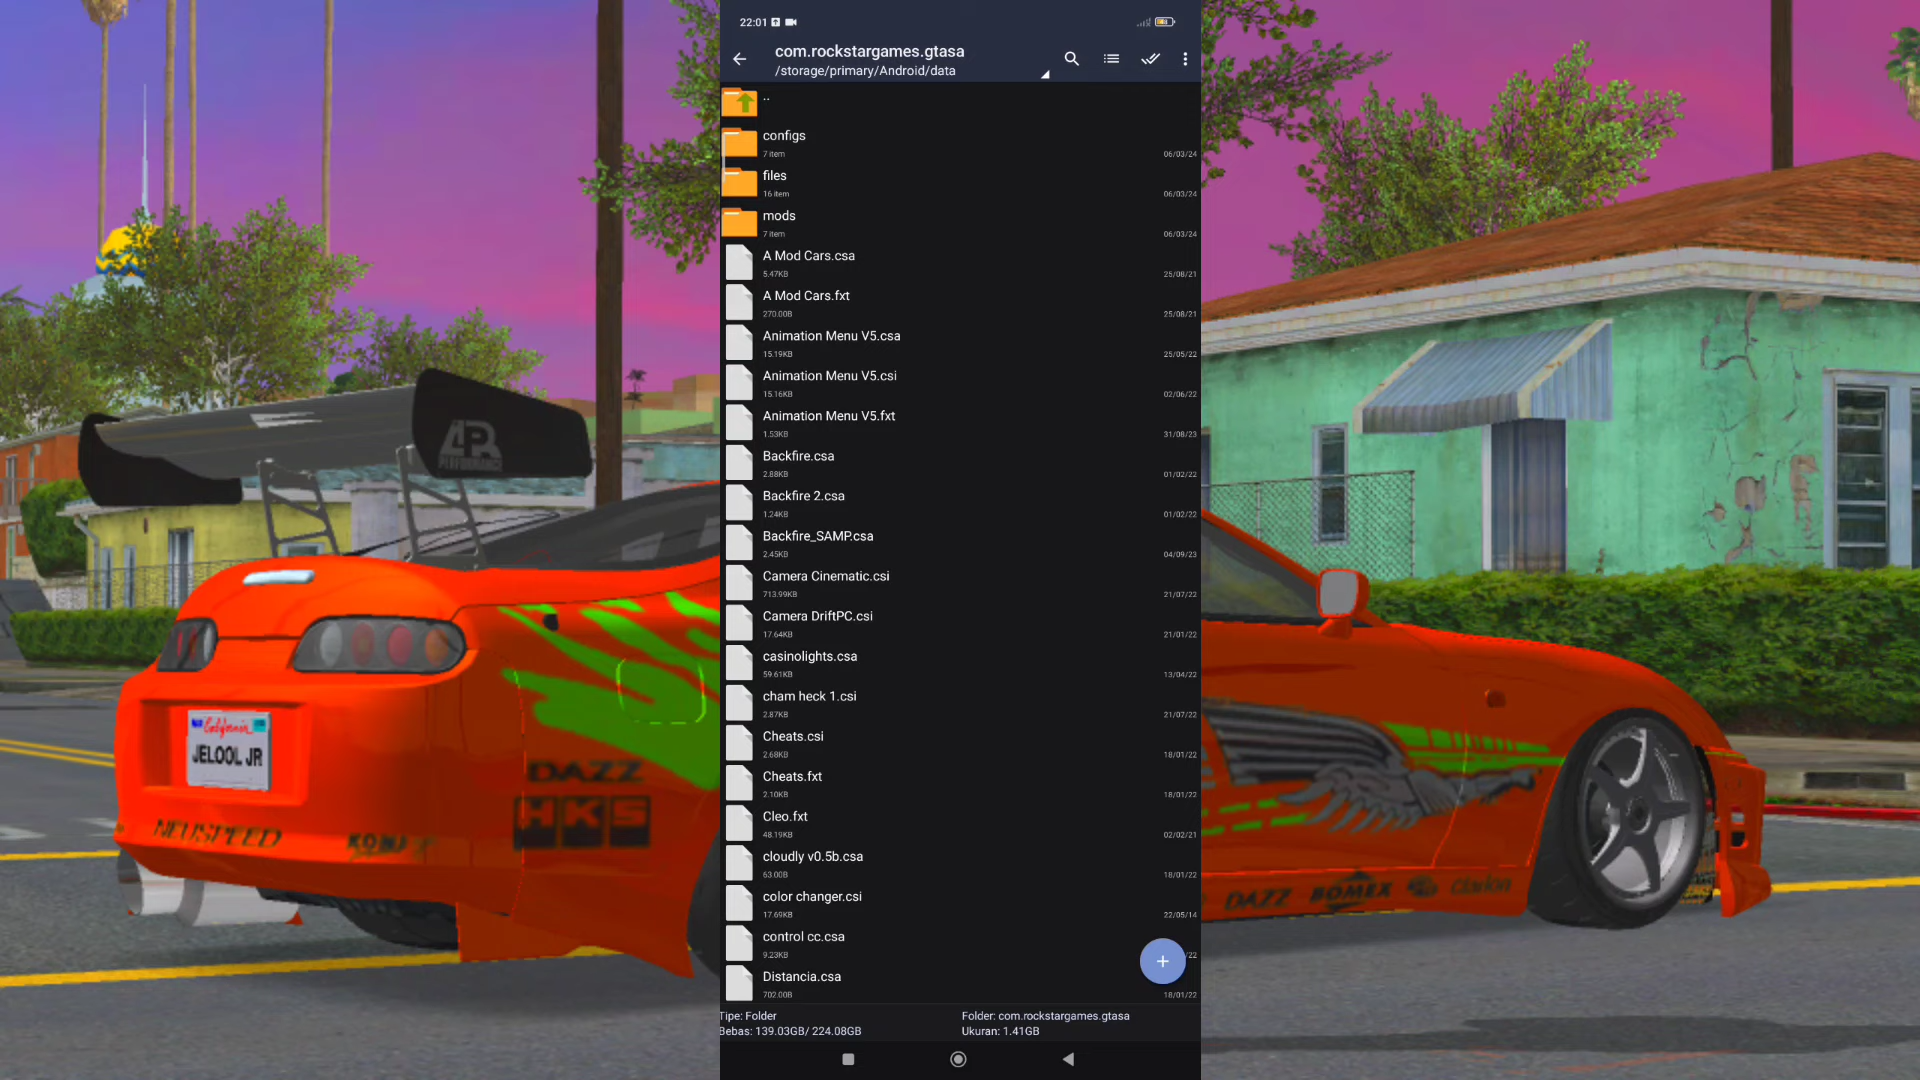 22:01
com.rockstargames.gtasa
/storage/primary/Android/data
..
configs
7 item
06/03/24
files
16 item
06/03/24
mods
7 item
06/03/24
A Mod Cars.csa
5.47KB
25/08/21
A Mod Cars.fxt
270.00B
25/08/21
Animation Menu V5.csa
15.19KB
25/05/22
Animation Menu V5.csi
15.16KB
02/06/22
Animation Menu V5.fxt
1.53KB
31/08/23
Backfire.csa
2.88KB
01/02/22
Backfire 2.csa
1.24KB
01/02/22
Backfire_SAMP.csa
2.45KB
04/09/23
Camera Cinematic.csi
713.99KB
21/07/22
Camera DriftPC.csi
17.64KB
21/01/22
casinolights.csa
59.61KB
13/04/22
cham heck 1.csi
2.87KB
21/07/22
Cheats.csi
2.68KB
18/01/22
Cheats.fxt
2.10KB
18/01/22
Cleo.fxt
48.19KB
02/02/21
cloudly v0.5b.csa
63.00B
18/01/22
color changer.csi
17.69KB
22/05/14
control cc.csa
9.23KB
/22
Distancia.csa
702.00B
18/01/22
Tipe: Folder
Folder: com.rockstargames.gtasa
Bebas: 139.03GB/ 224.08GB
Ukuran: 1.41GB
APR
PERFORMANCE
California
JELOOL JR
NEUSPEED
KONI
DAZZ
HKS
DAZZ BOMEX Clarion